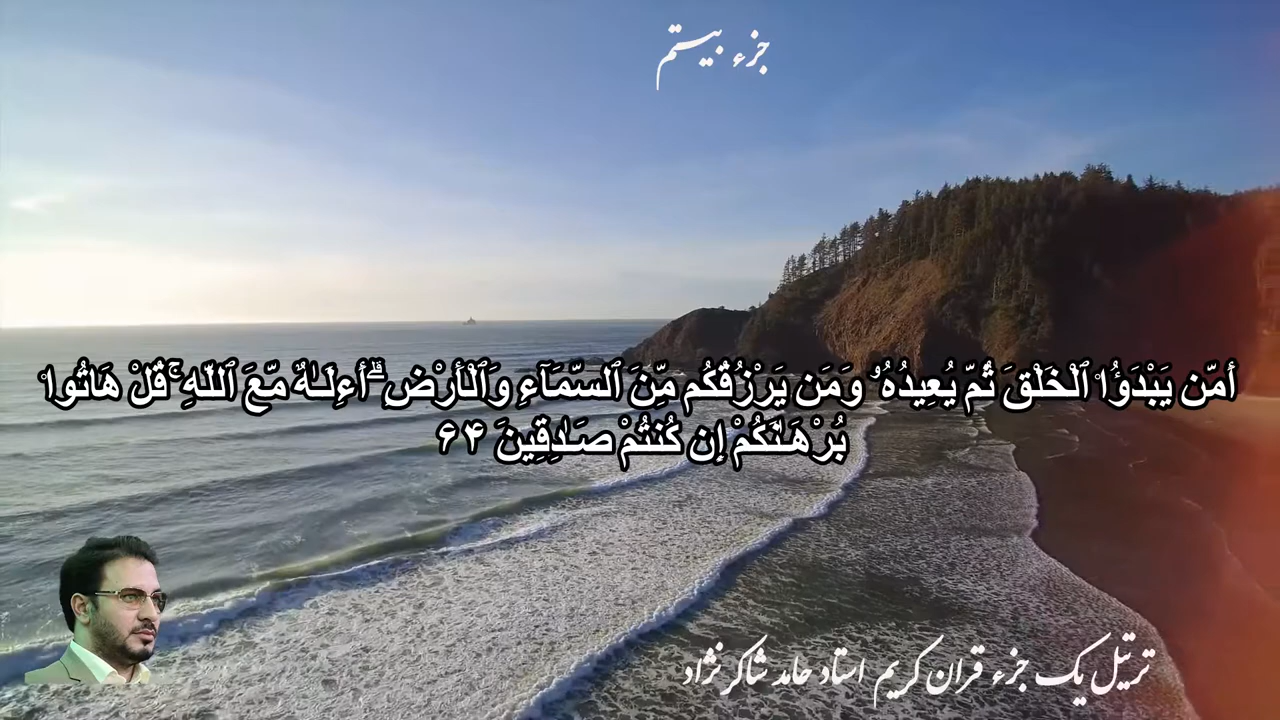 جزء بیستم
أَمَّن يَبْدَؤُا۟ ٱلْخَلْقَ ثُمَّ يُعِيدُهُۥ وَمَن يَرْزُقُكُم مِّنَ ٱلسَّمَآءِ وَٱلْأَرْضِ ۗ أَءِلَـٰهٌ مَّعَ ٱللَّهِ ۚ قُلْ هَاتُوا۟
بُرْهَـٰنَكُمْ إِن كُنتُمْ صَـٰدِقِينَ ۶۴
ترتیل یک جزء قران کریم استاد حامد شاکرنژاد